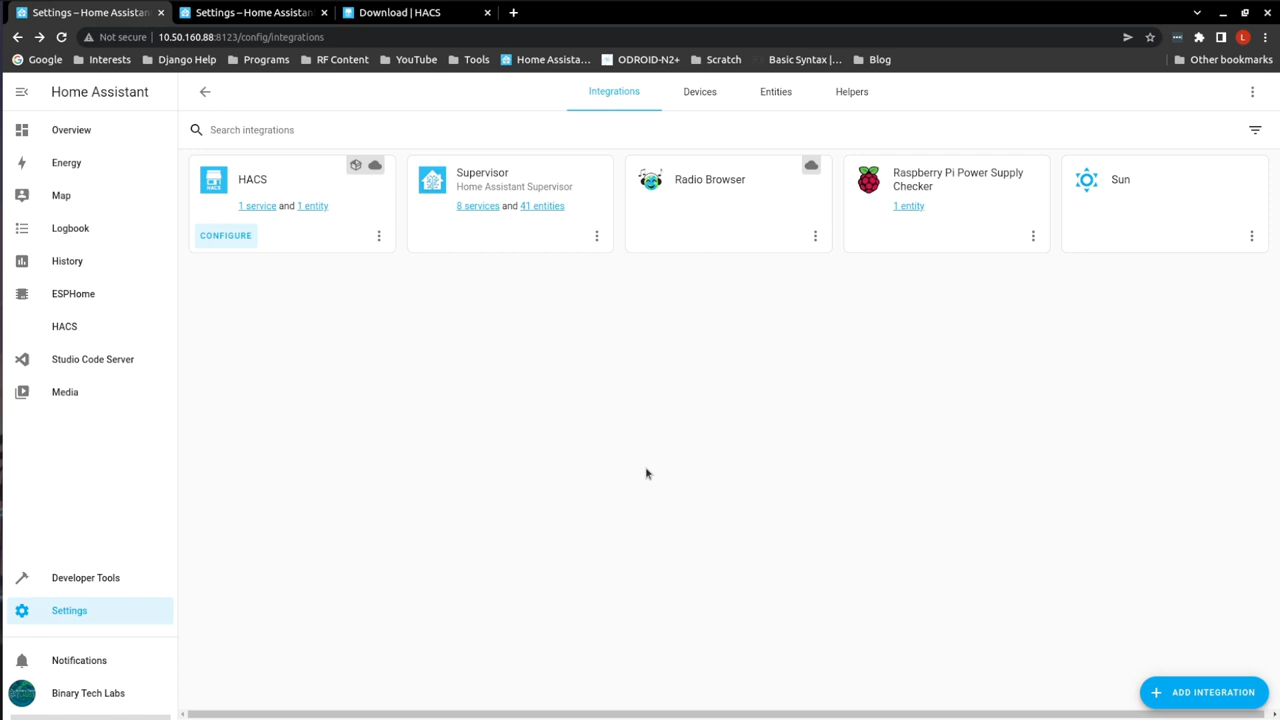 Settings – Home Assistant
Settings – Home Assistan
Download | HACS
Not secure
10.50.160.88:8123/config/integrations
L
Google
Interests
Django Help
Programs
RF Content
YouTube
Tools
Home Assista...
ODROID-N2+
Scratch
Basic Syntax |...
Blog
Other bookmarks
Home Assistant
Integrations
Devices
Entities
Helpers
Search integrations
Overview
Energy
Map
Logbook
History
ESPHome
HACS
Studio Code Server
Media
Developer Tools
Settings
Notifications
Binary Tech Labs
HACS
HACS
1 service and 1 entity
CONFIGURE
Supervisor
Home Assistant Supervisor
8 services and 41 entities
Radio Browser
Raspberry Pi Power Supply
Checker
1 entity
Sun
ADD INTEGRATION